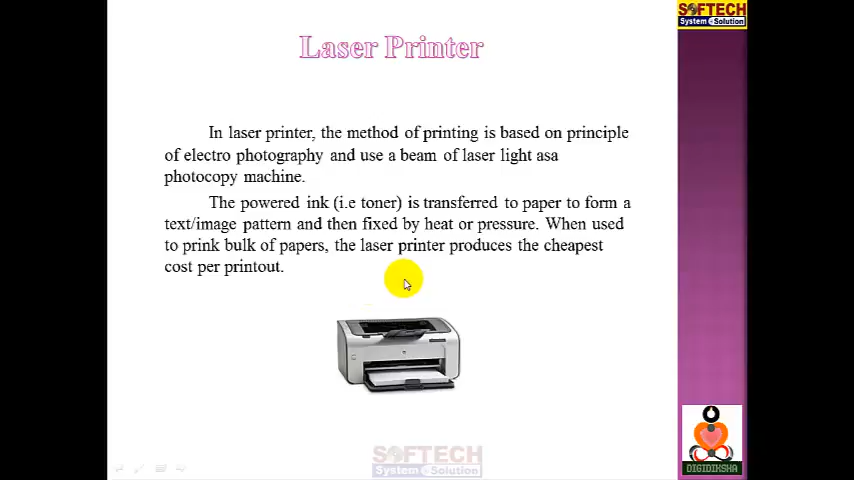 SOFTECH
System e Solution
Laser Printer
In laser printer, the method of printing is based on principle
of electro photography and use a beam of laser light asa
photocopy machine.
The powered ink (i.e toner) is transferred to paper to form a
text/image pattern and then fixed by heat or pressure. When used
to prink bulk of papers, the laser printer produces the cheapest
cost per printout.
SOFTECH
System e Solution
DIGIDIKSHA